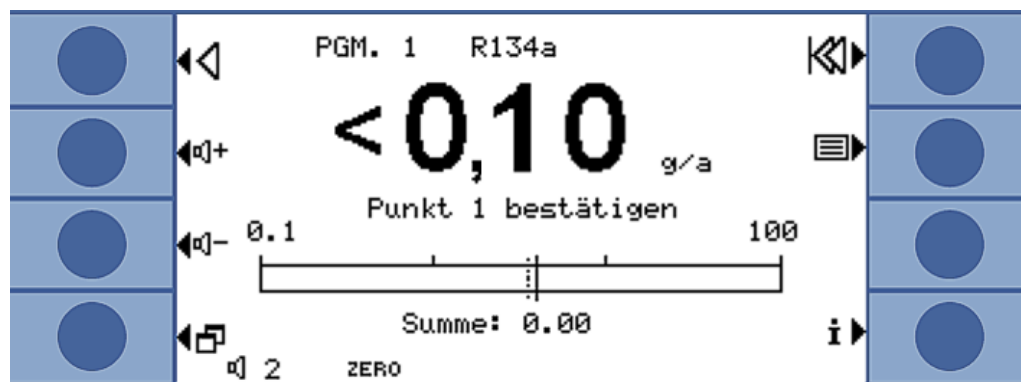 PGM. 1 R134a
+
<0,10 g/a
Punkt 1 bestätigen
- 0.1 100
Summe: 0.00
i
2 ZERO